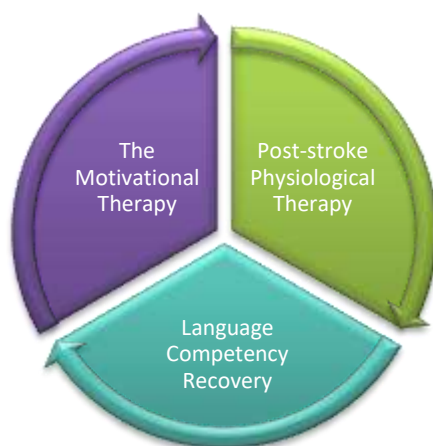 The
Motivational
Therapy
Post-stroke
Physiological
Therapy
Language
Competency
Recovery